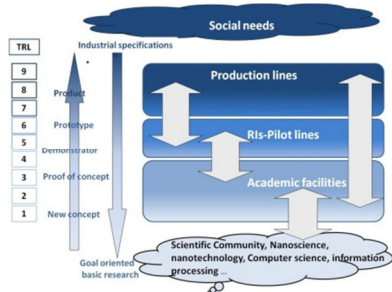 Social needs
TRL
Industrial specifications
9
8
7
6
5
4
3
2
1
Product
Prototype
Demonstrator
Proof of concept
New concept
Goal oriented
basic research
Production lines
RIs-Pilot lines
Academic facilities
Scientific Community, Nanoscience,
nanotechnology, Computer science, information
processing ...